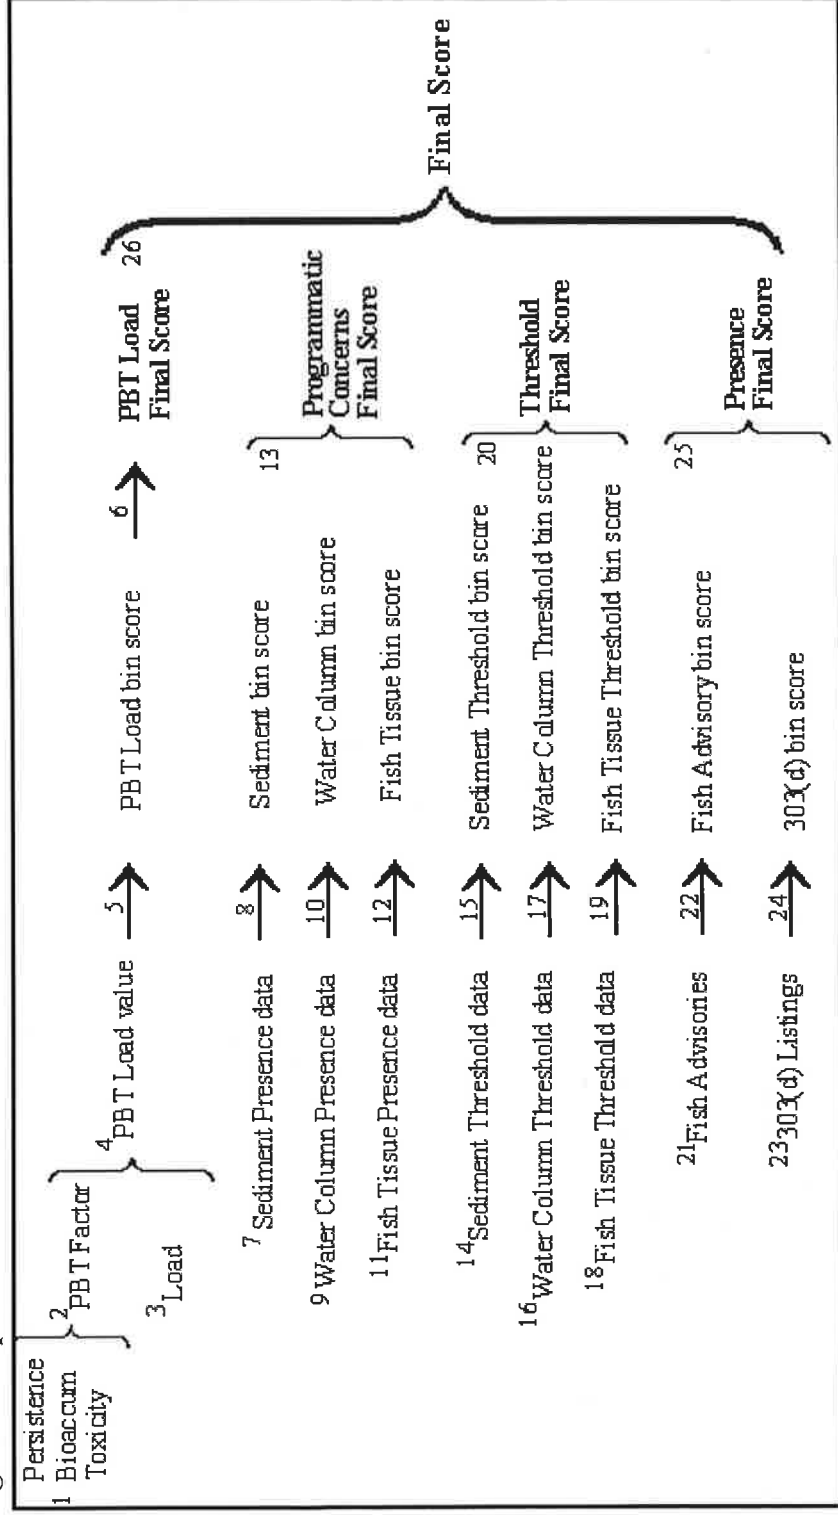 1 Persistence
Bioaccum
Toxicity
2 PBT Factor
3 Load
4 PBT Load value
5
PBT Load bin score
6
PBT Load
Final Score
26
7 Sediment Presence data
8
Sediment bin score
9 Water Column Presence data
10
Water Column bin score
11 Fish Tissue Presence data
12
Fish Tissue bin score
13
Programmatic
Concerns
Final Score
14 Sediment Threshold data
15
Sediment Threshold bin score
16 Water Column Threshold data
17
Water Column Threshold bin score
18 Fish Tissue Threshold data
19
Fish Tissue Threshold bin score
20
Threshold
Final Score
21 Fish Advisories
22
Fish Advisory bin score
23 303(d) Listings
24
303(d) bin score
25
Presence
Final Score
Final Score